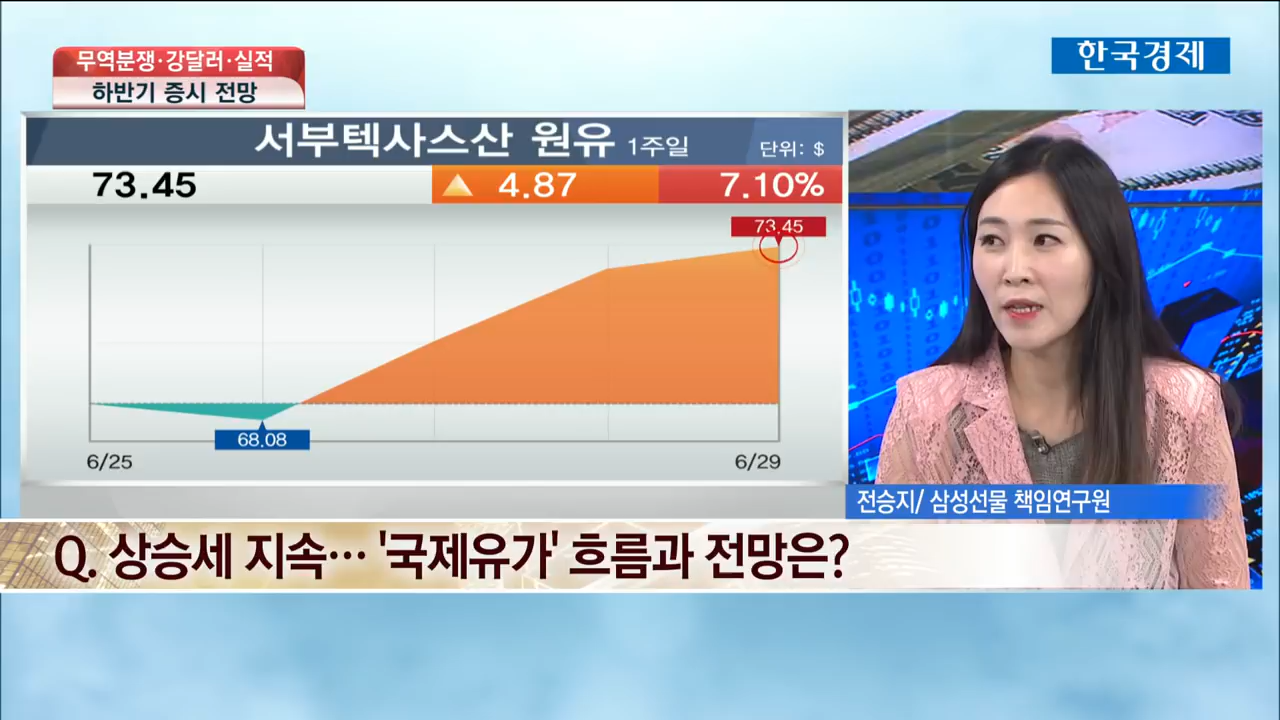 무역분쟁·강달러·실적
하반기 증시 전망
한국경제
서부텍사스산 원유 1주일 단위: $
73.45 ▲ 4.87 7.10%
73.45
68.08
6/25 6/29
전승지/ 삼성선물 책임연구원
Q. 상승세 지속… '국제유가' 흐름과 전망은?